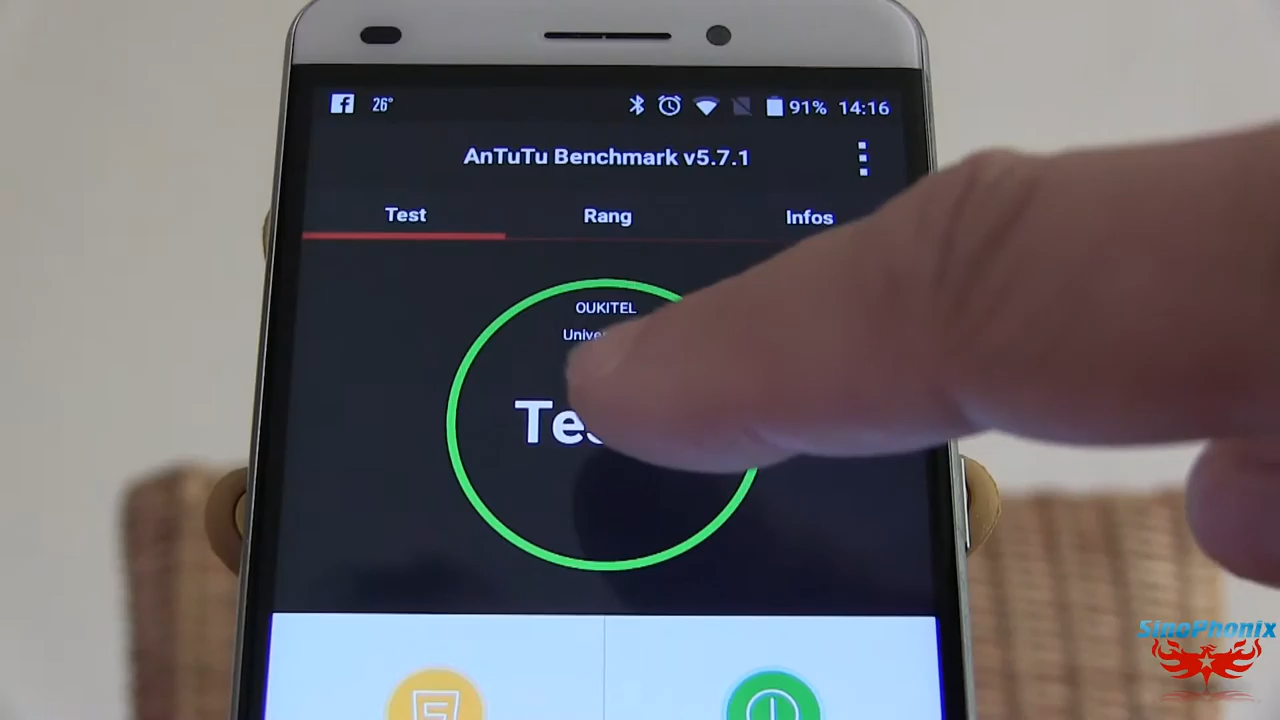 26° 91% 14:16
AnTuTu Benchmark v5.7.1
Test Rang Infos
OUKITEL
SinoPhonix